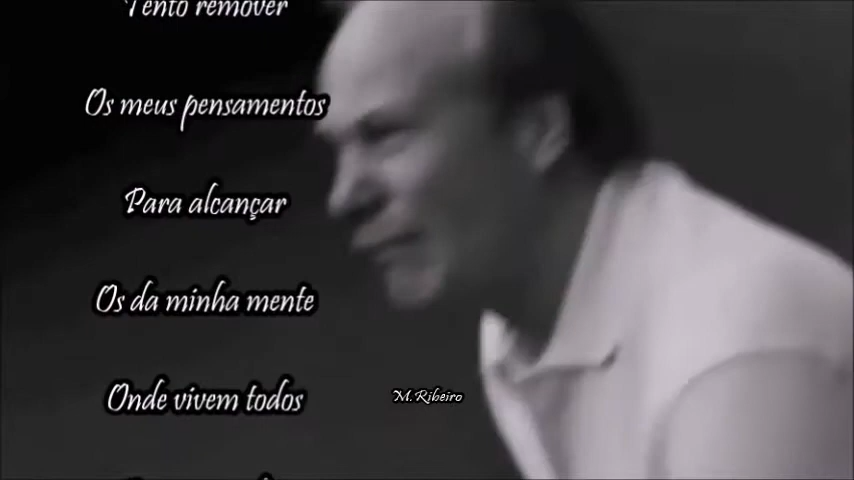 Tento remover
Os meus pensamentos
Para alcançar
Os da minha mente
Onde vivem todos
M. Ribeiro